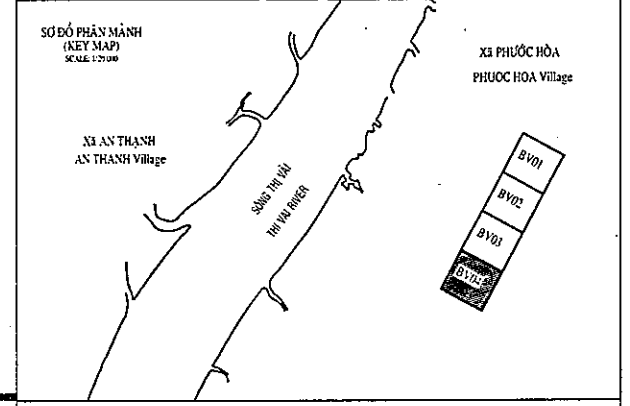 SƠ ĐỒ PHÂN MẢNH
(KEY MAP)
Xã PHƯỚC HÒA
PHUOC HOA Village
Xã AN THẠNH
AN THANH Village
SÔNG THỊ VẢI
THI VAI RIVER
BV01
BV02
BV03
BV04